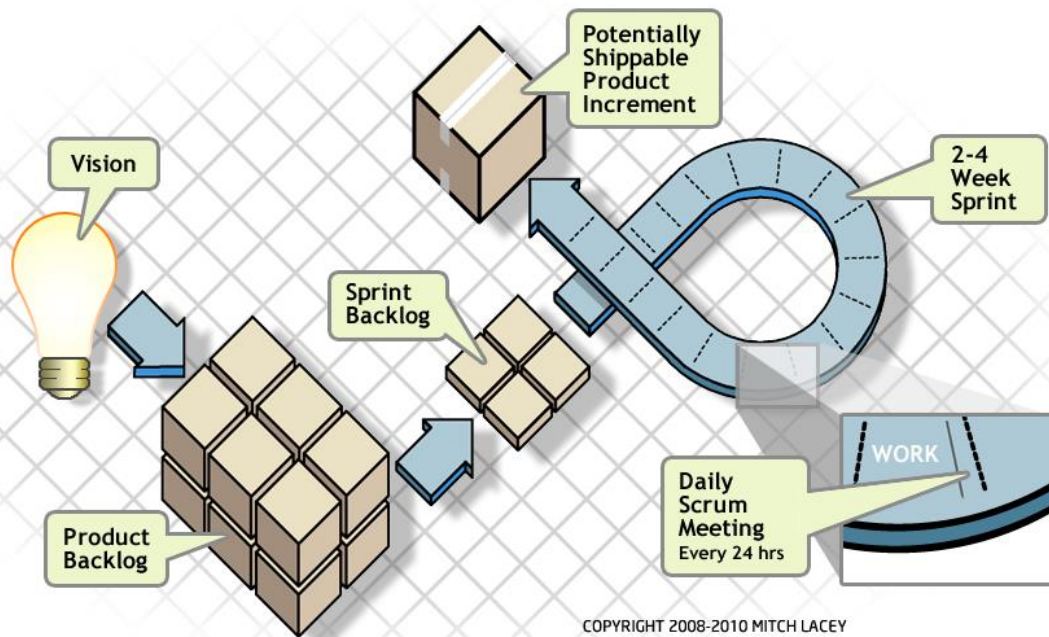 Potentially
Shippable
Product
Increment
Vision
2-4
Week
Sprint
Sprint
Backlog
WORK
Daily
Scrum
Meeting
Every 24 hrs
Product
Backlog
COPYRIGHT 2008-2010 MITCH LACEY